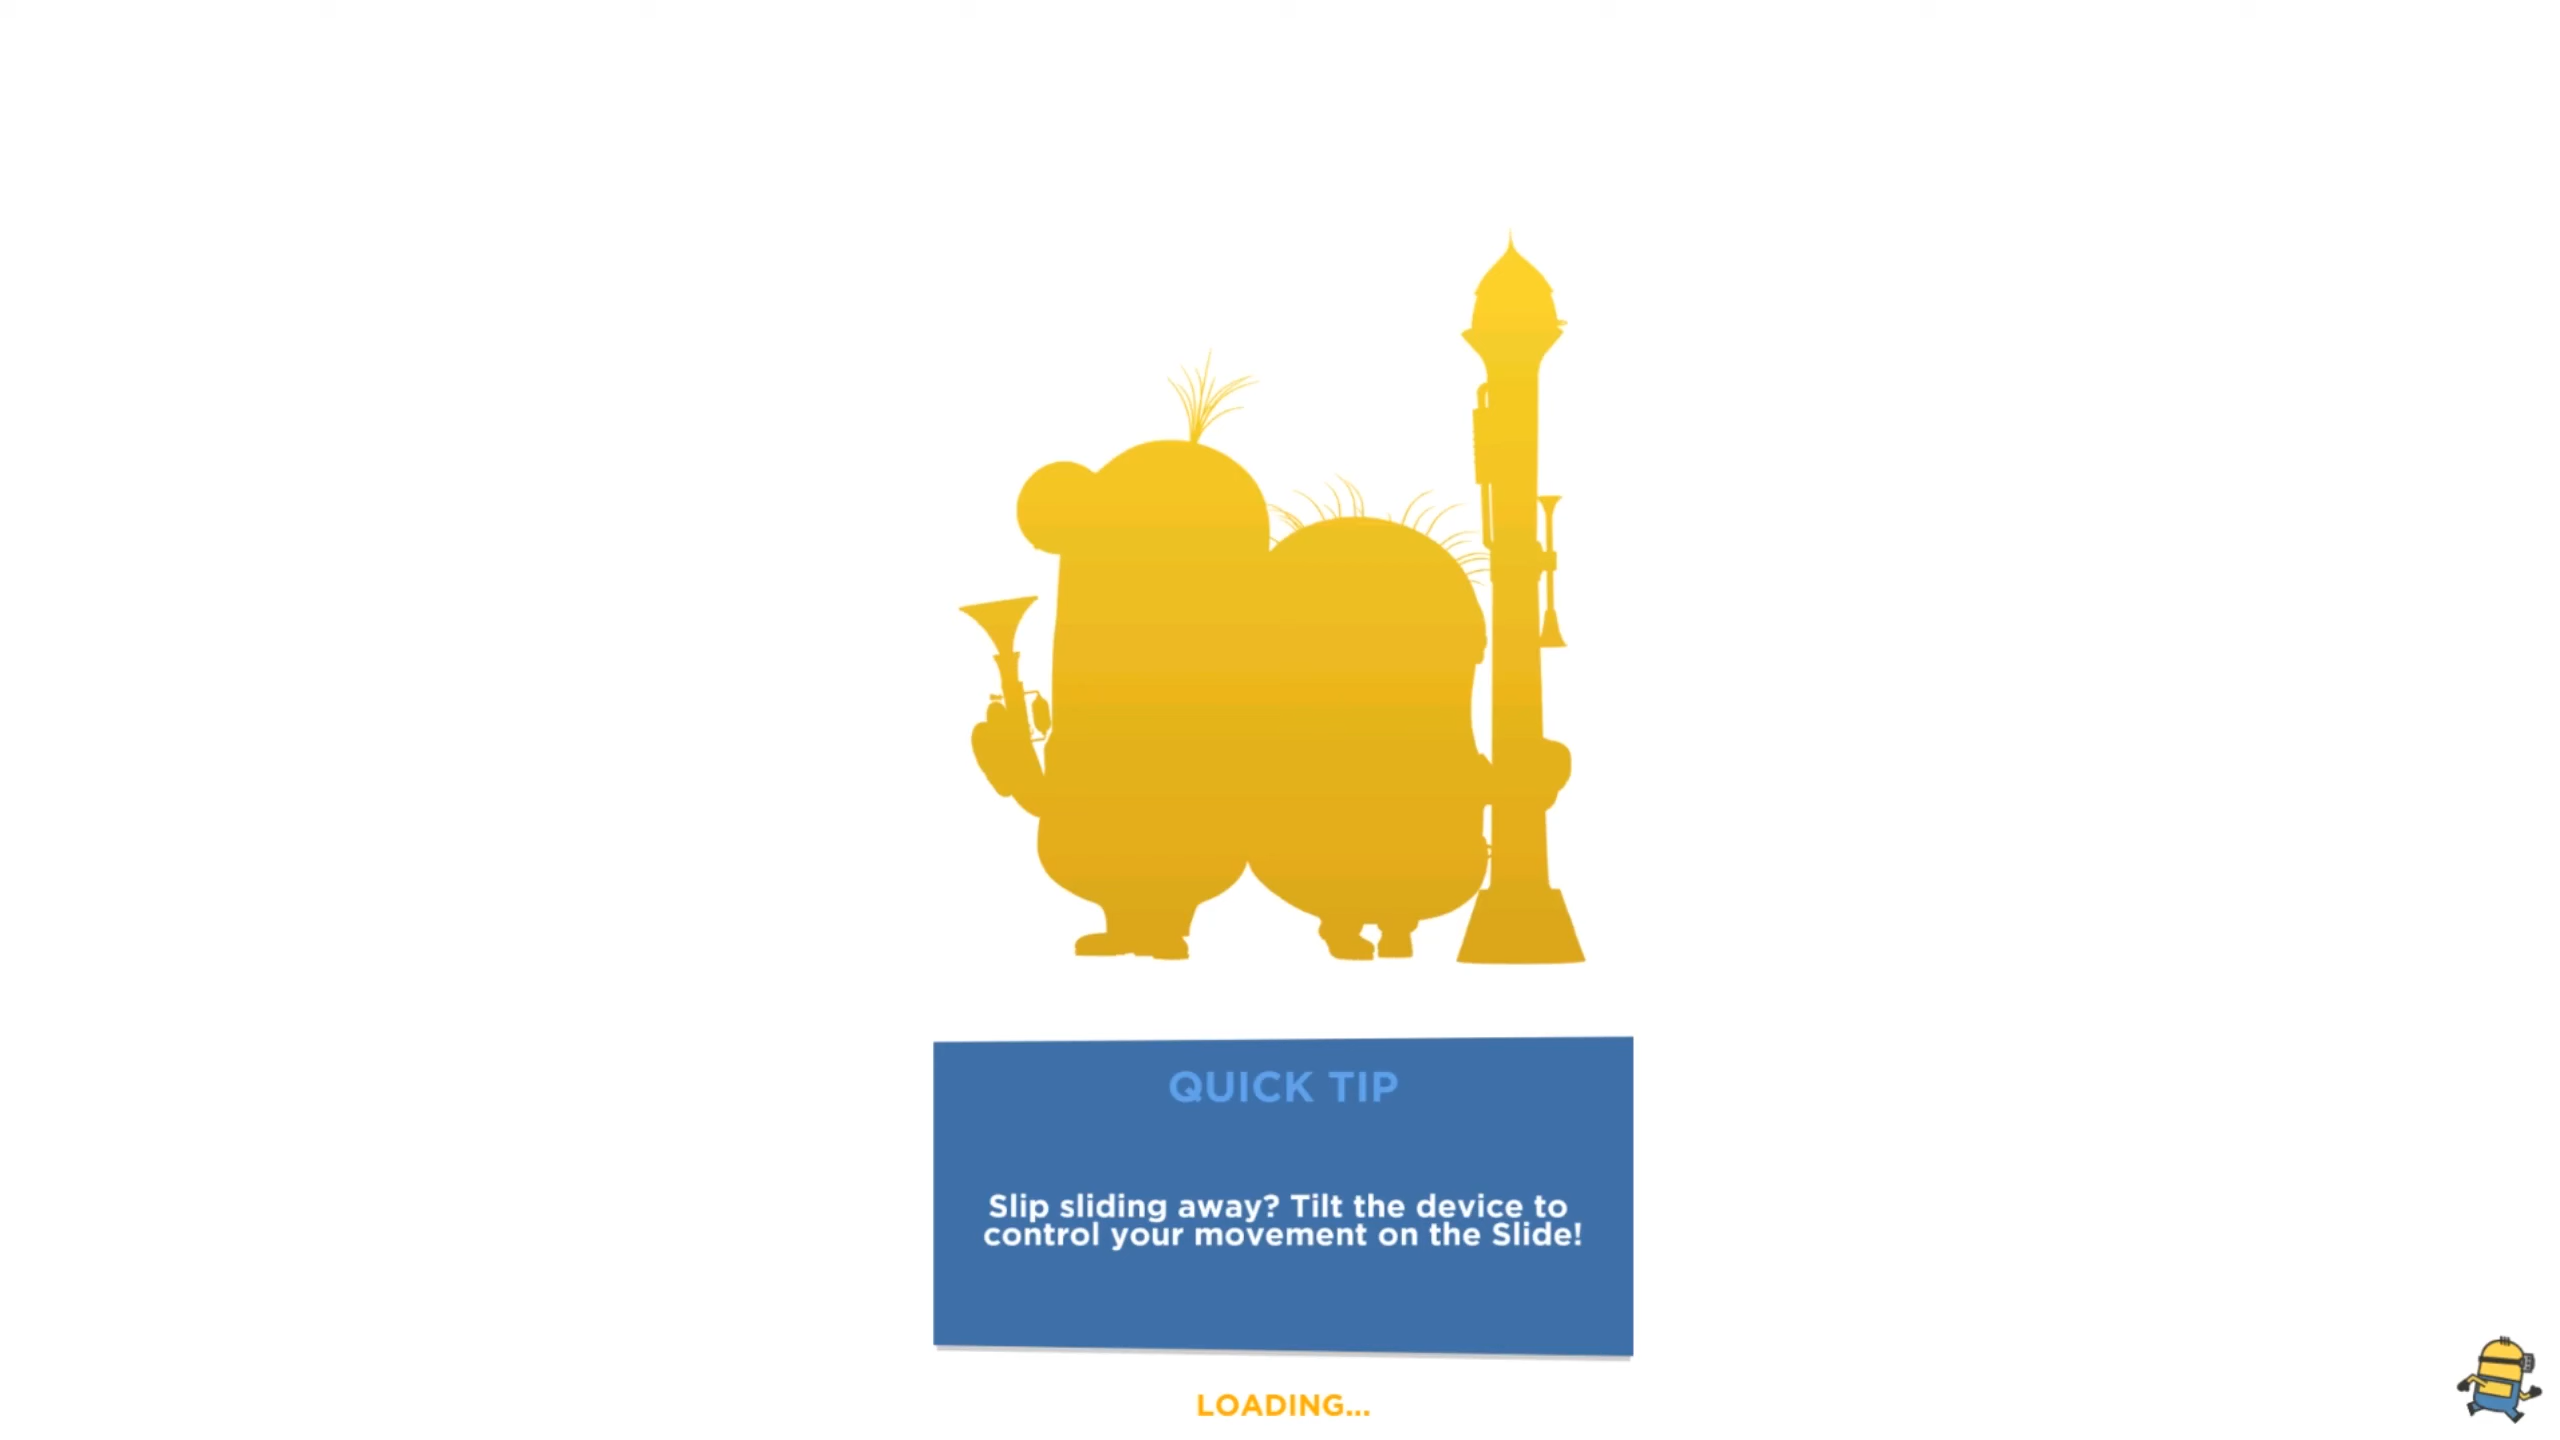 QUICK TIP
Slip sliding away? Tilt the device to
control your movement on the Slide!
LOADING...